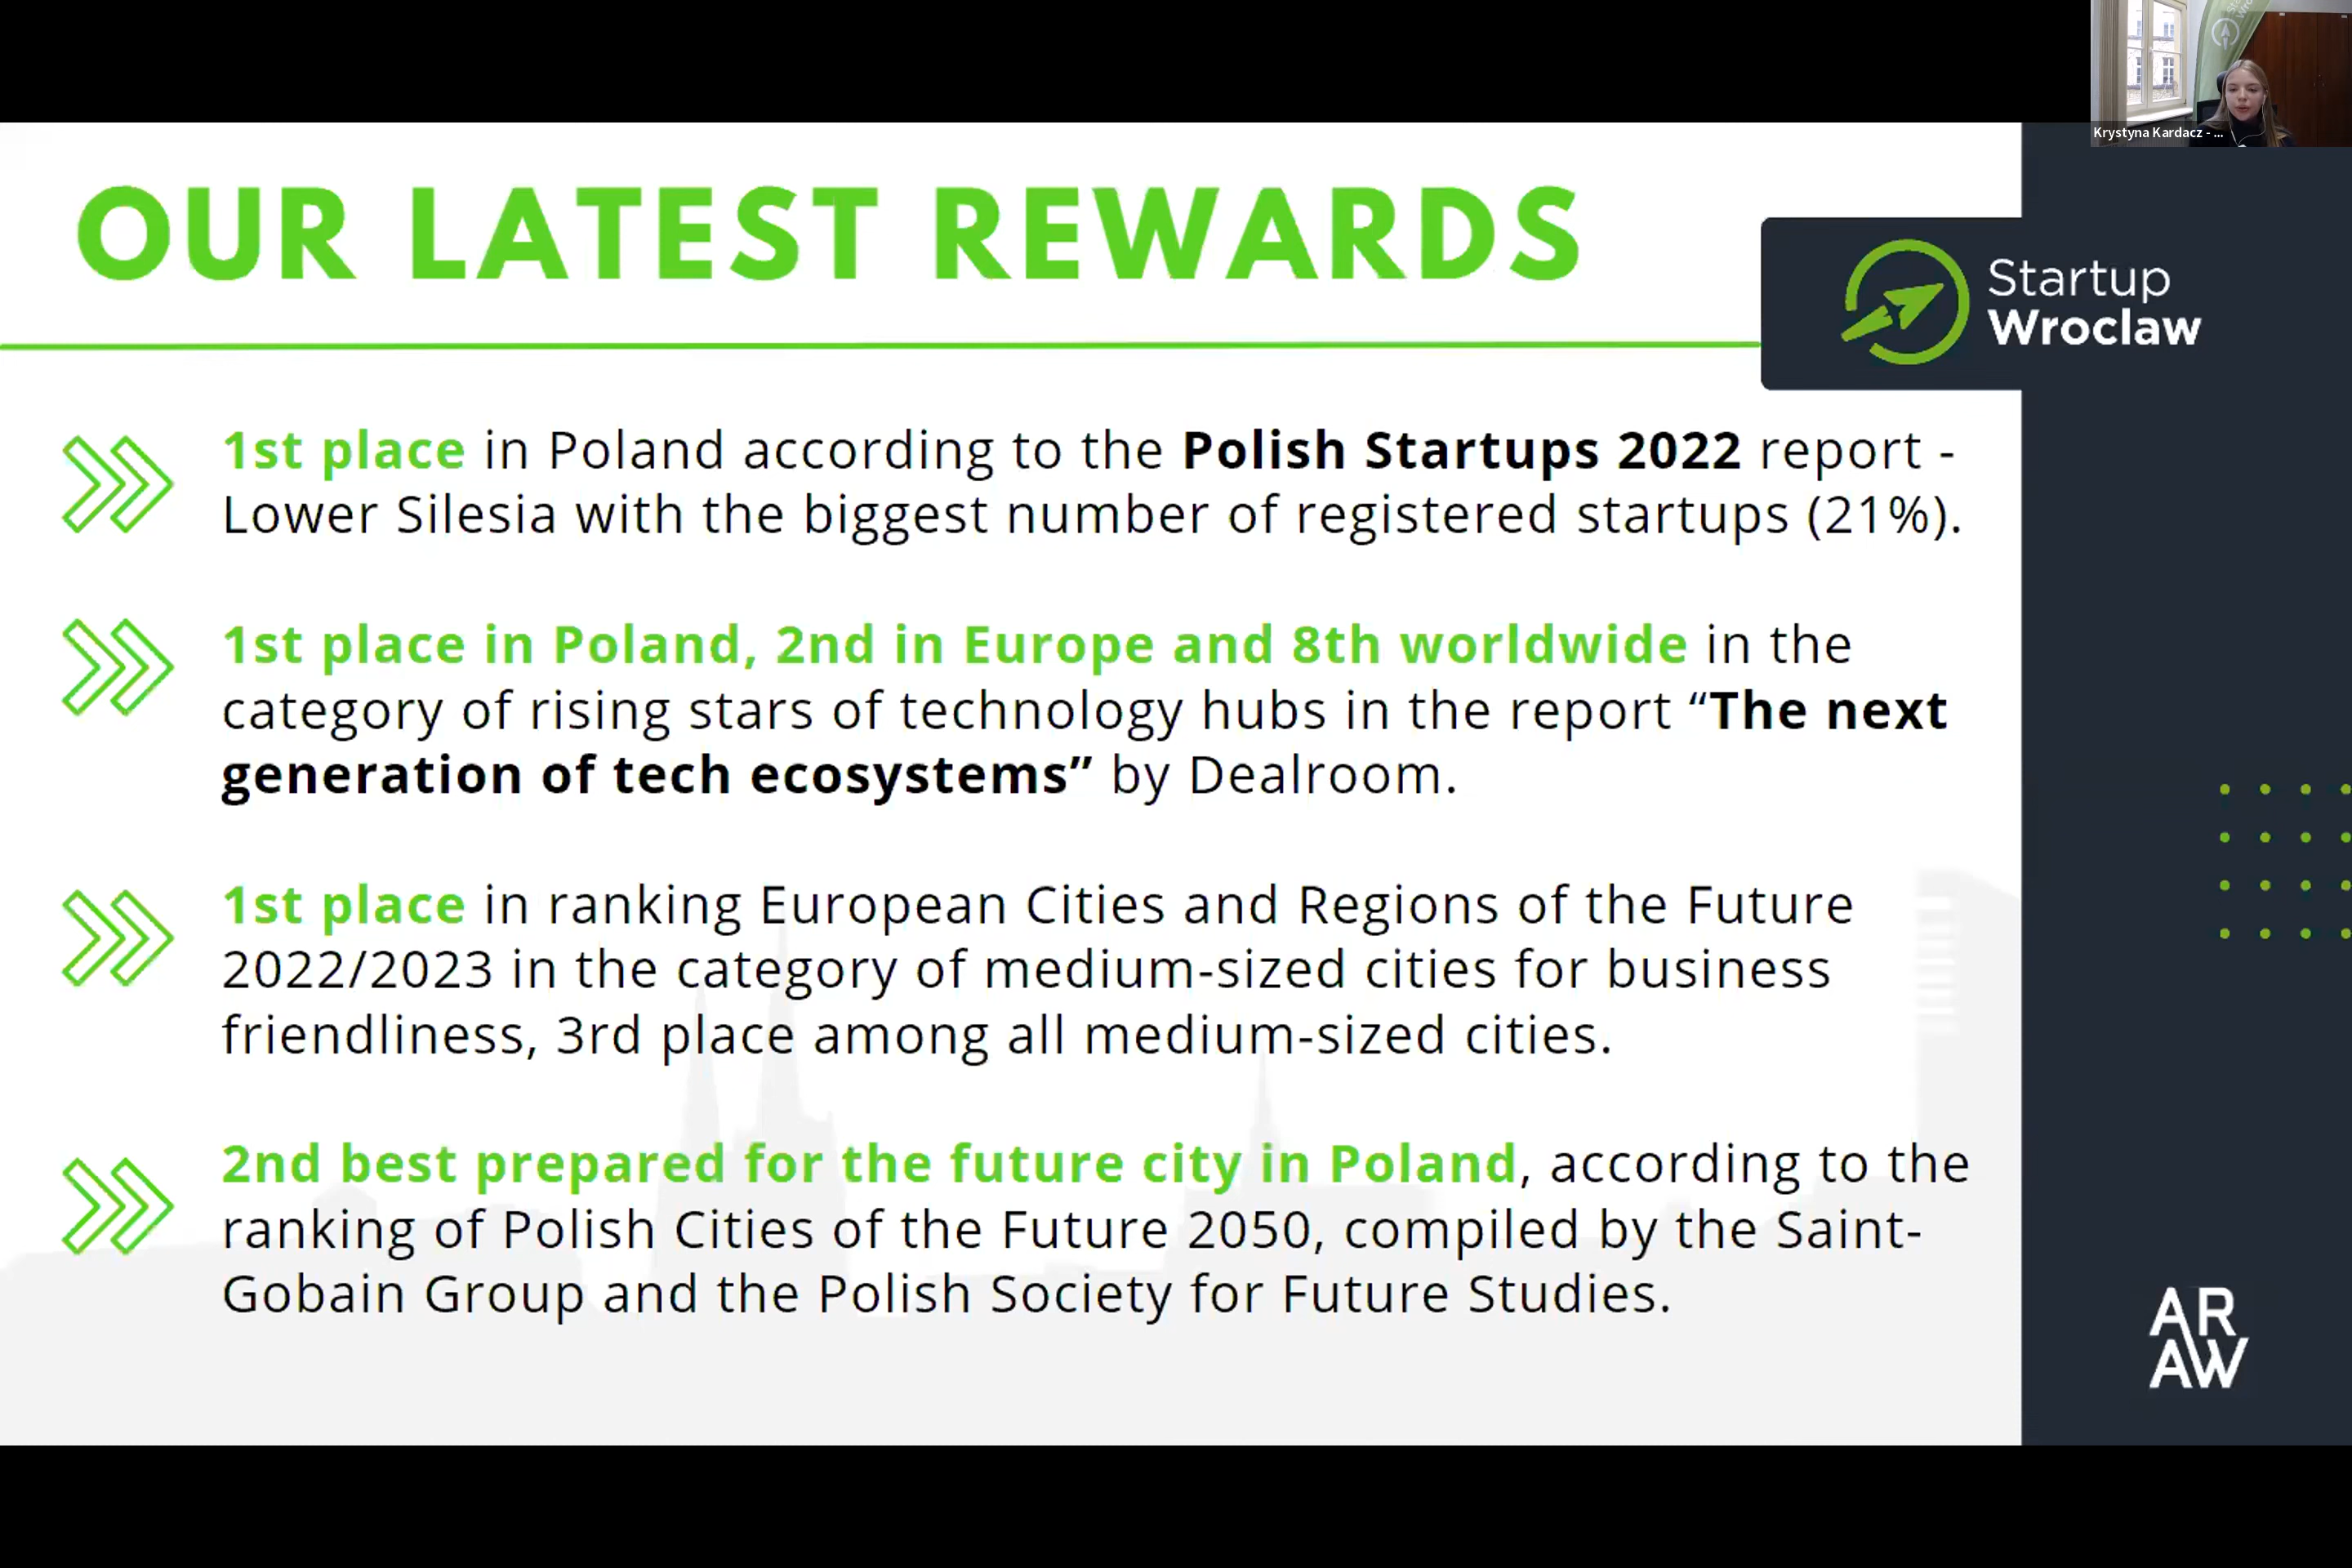 Krystyna Kardacz - ...
OUR LATEST REWARDS
Startup
Wroclaw
1st place in Poland according to the Polish Startups 2022 report -
Lower Silesia with the biggest number of registered startups (21%).
1st place in Poland, 2nd in Europe and 8th worldwide in the
category of rising stars of technology hubs in the report “The next
generation of tech ecosystems” by Dealroom.
1st place in ranking European Cities and Regions of the Future
2022/2023 in the category of medium-sized cities for business
friendliness, 3rd place among all medium-sized cities.
2nd best prepared for the future city in Poland, according to the
ranking of Polish Cities of the Future 2050, compiled by the Saint-
Gobain Group and the Polish Society for Future Studies.
AR
AW